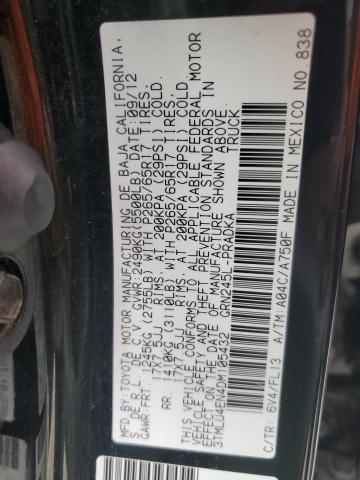 MFD. BY TOYOTA MOTOR MANUFACTURING DE BAJA CALIFORNIA,
S. DE R.L. DE C.V. 09/12
GVWR:2490KG(5500LB)
GAWR:FRT. 1245KG (2755LB) WITH P265/65R17 TIRES,
17X7.5JJ RIMS, AT 200KPA (29PSI) COLD.
RR. 1410KG (3110LB) WITH P265/65R17 TIRES,
17X7.5JJ RIMS, AT 200KPA (29PSI) COLD.
THIS VEHICLE CONFORMS TO ALL APPLICABLE FEDERAL MOTOR
VEHICLE SAFETY AND THEFT PREVENTION STANDARDS IN
EFFECT ON THE DATE OF MANUFACTURE SHOWN ABOVE.
3TMLU4EN4DM105432 GRN245L-PRADKA TRUCK
C/TR: 6V4/FL13 A/TM:A04C/A750F MADE IN MEXICO NO.838